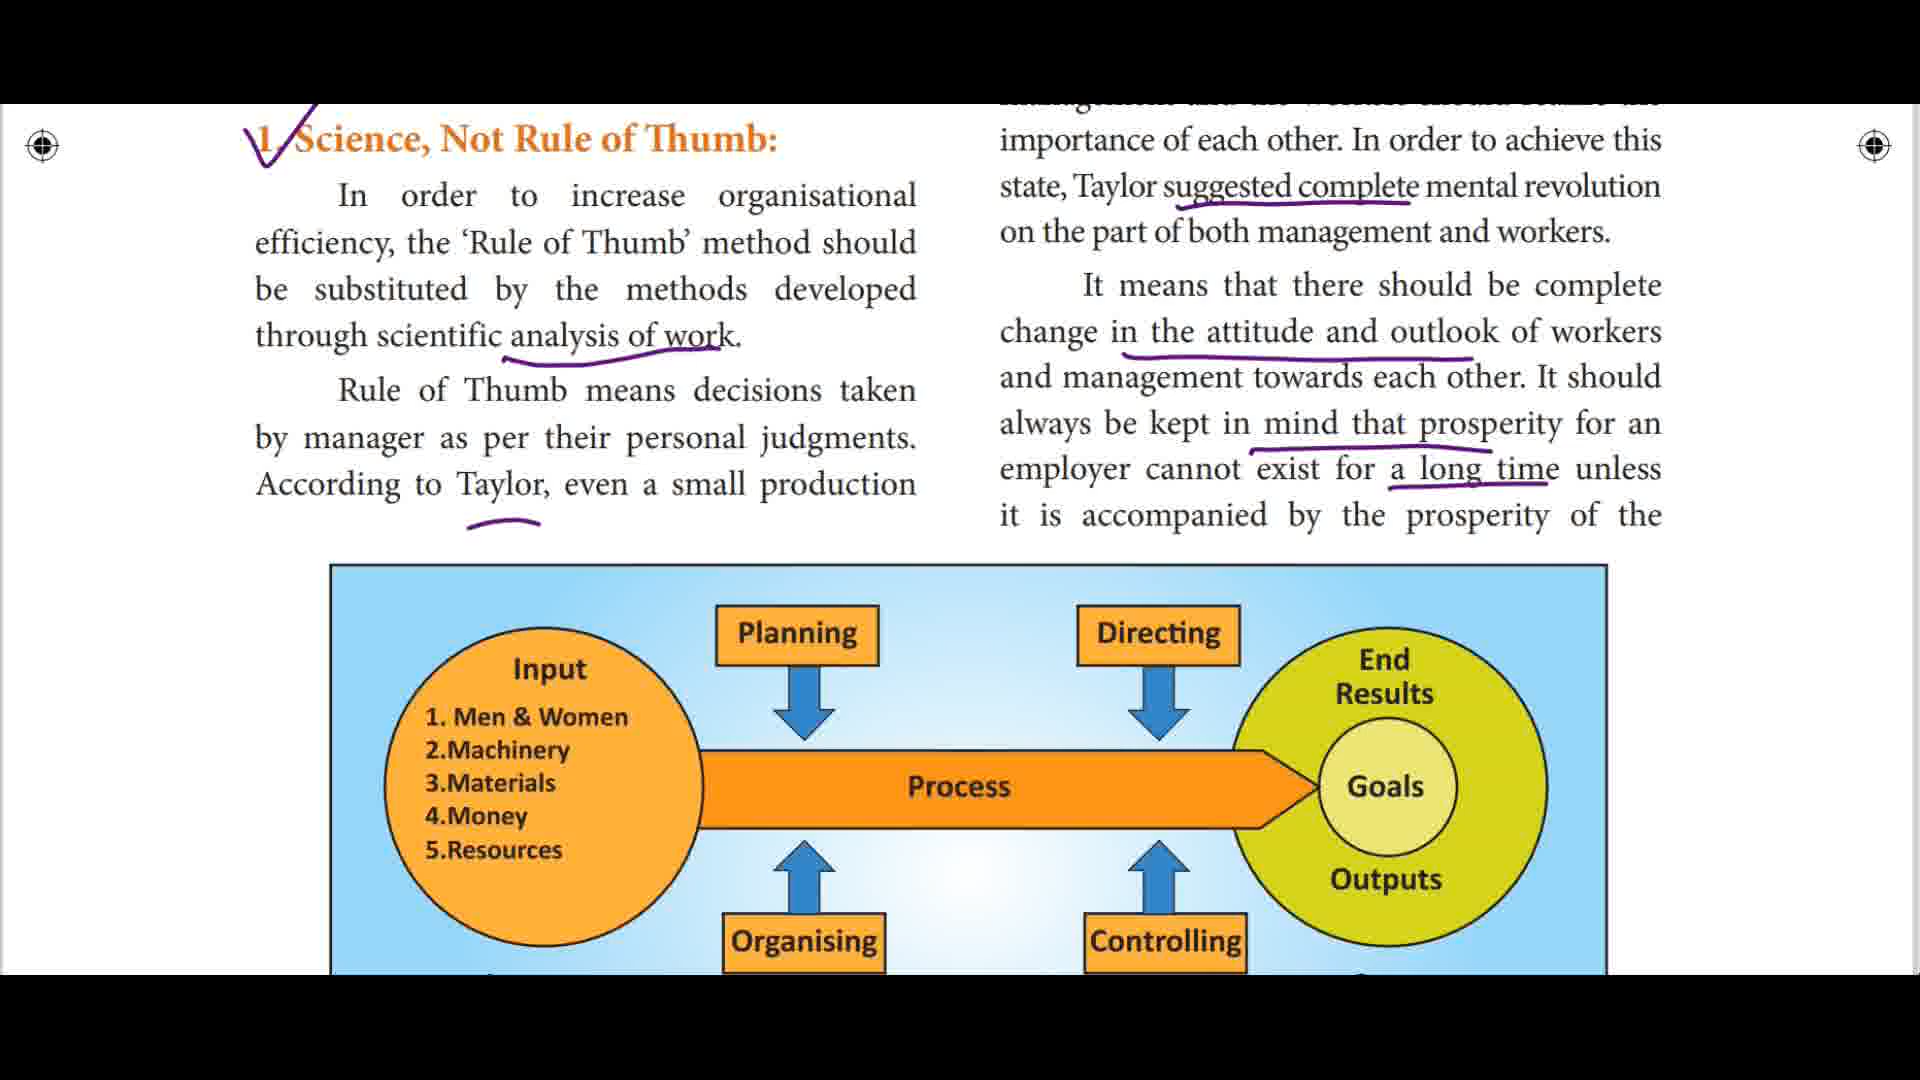 1. Science, Not Rule of Thumb:
In order to increase organisational
efficiency, the ‘Rule of Thumb’ method should
be substituted by the methods developed
through scientific analysis of work.
Rule of Thumb means decisions taken
by manager as per their personal judgments.
According to Taylor, even a small production
importance of each other. In order to achieve this
state, Taylor suggested complete mental revolution
on the part of both management and workers.
It means that there should be complete
change in the attitude and outlook of workers
and management towards each other. It should
always be kept in mind that prosperity for an
employer cannot exist for a long time unless
it is accompanied by the prosperity of the
Input
1. Men & Women
2.Machinery
3.Materials
4.Money
5.Resources
Planning
Directing
Process
Organising
Controlling
End
Results
Goals
Outputs